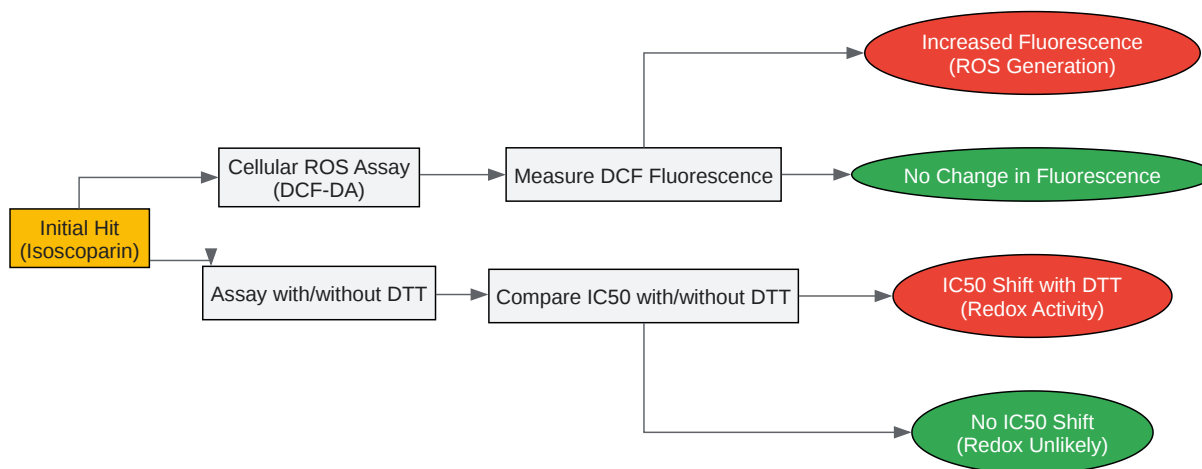 Increased Fluorescence
(ROS Generation)
Cellular ROS Assay
(DCF-DA)
Measure DCF Fluorescence
No Change in Fluorescence
Initial Hit
(Isoscoparin)
Assay with/without DTT
Compare IC50 with/without DTT
IC50 Shift with DTT
(Redox Activity)
No IC50 Shift
(Redox Unlikely)